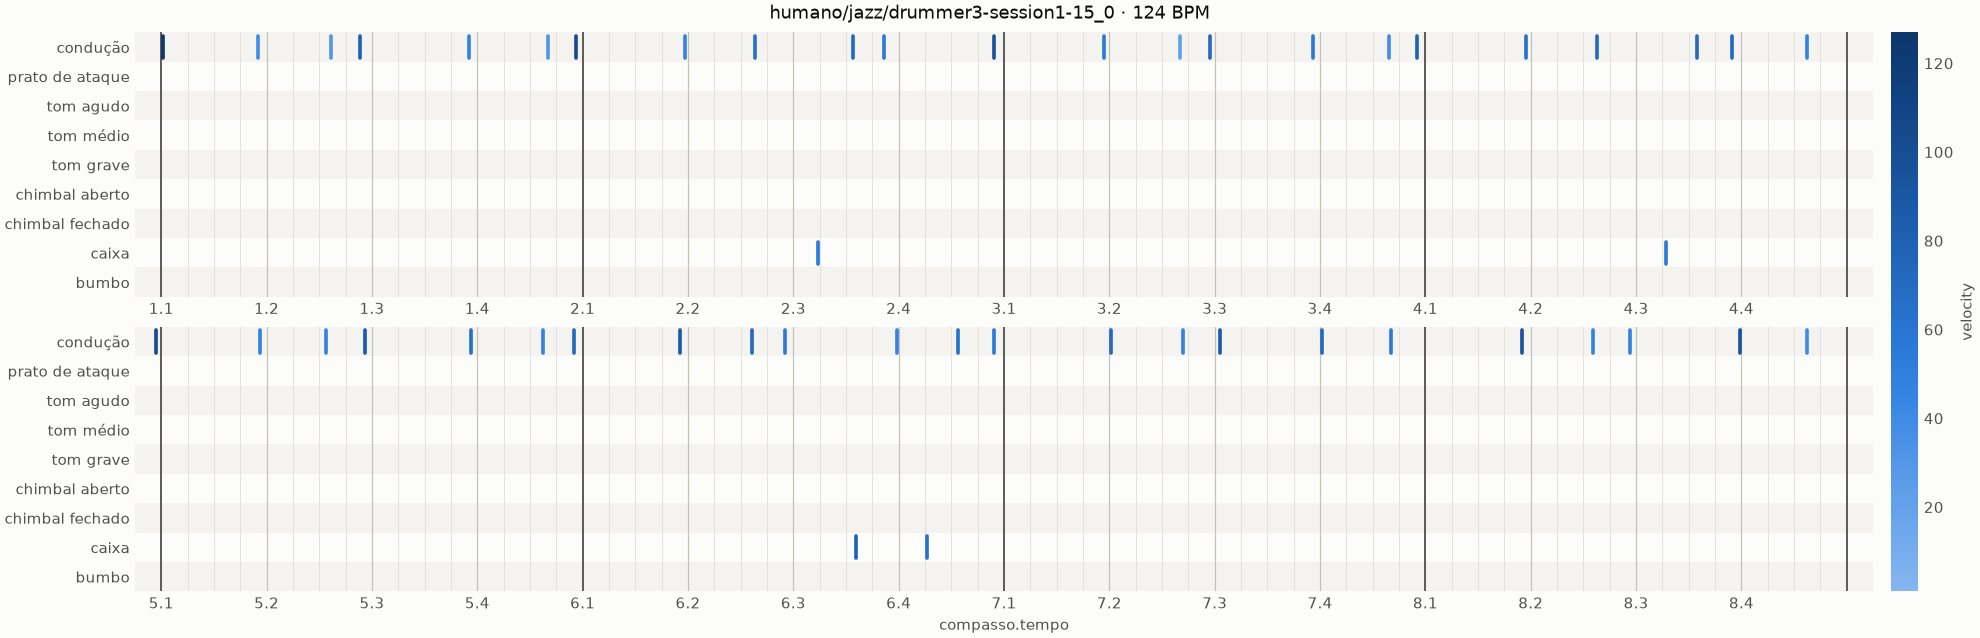 humano/jazz/drummer3-session1-15_0 · 124 BPM
condução
prato de ataque
tom agudo
tom médio
tom grave
chimbal aberto
chimbal fechado
caixa
bumbo
1.1 1.2 1.3 1.4 2.1 2.2 2.3 2.4 3.1 3.2 3.3 3.4 4.1 4.2 4.3 4.4
condução
prato de ataque
tom agudo
tom médio
tom grave
chimbal aberto
chimbal fechado
caixa
bumbo
5.1 5.2 5.3 5.4 6.1 6.2 6.3 6.4 7.1 7.2 7.3 7.4 8.1 8.2 8.3 8.4
compasso.tempo
120
100
80
60
40
20
velocity